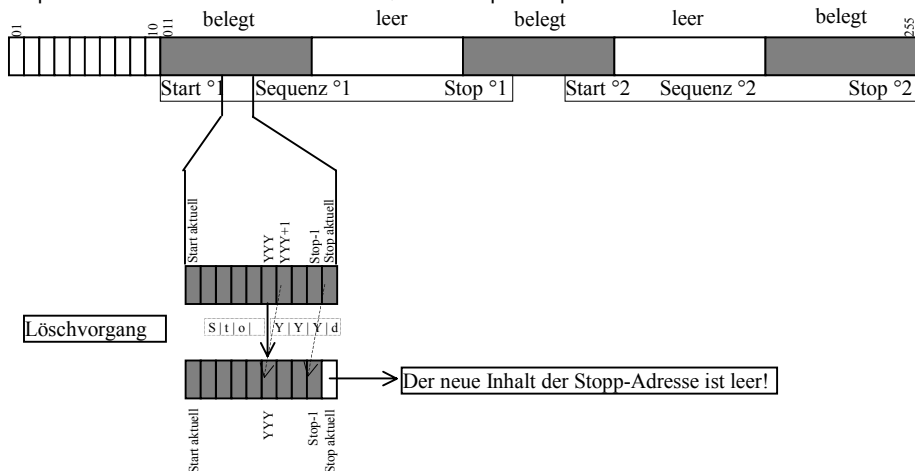 belegt leer belegt leer belegt
01 10 011 255
Start °1 Sequenz °1 Stop °1 Start °2 Sequenz °2 Stop °2
Start aktuell YYY YYY+1 Stop-1 Stop aktuell
Löschvorgang S|t|o| Y|Y|Y|d
Der neue Inhalt der Stopp-Adresse ist leer!
Start aktuell YYY Stop-1 Stop aktuell